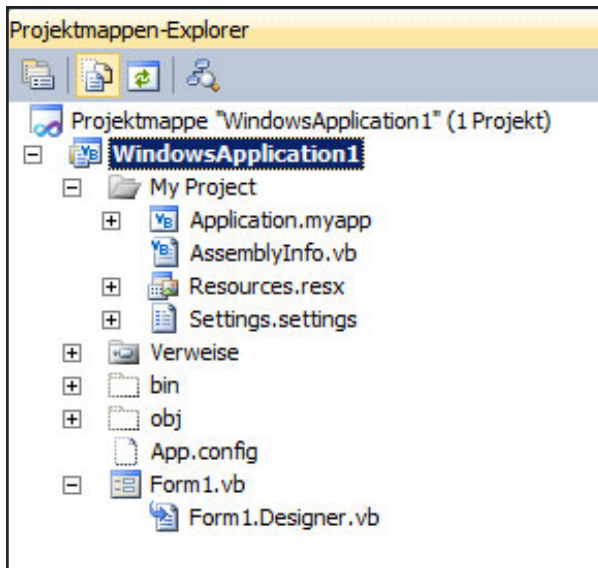 Projektmappen-Explorer
Projektmappe "WindowsApplication1" (1 Projekt)
WindowsApplication1
My Project
Application.myapp
AssemblyInfo.vb
Resources.resx
Settings.settings
Verweise
bin
obj
App.config
Form1.vb
Form1.Designer.vb